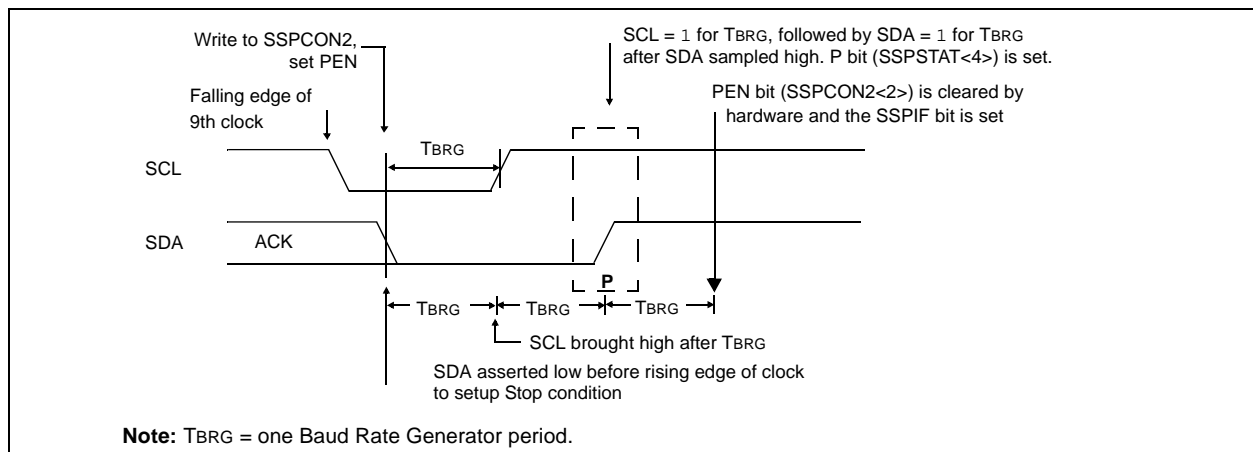 Write to SSPCON2,
set PEN
SCL = 1 for TBRG, followed by SDA = 1 for TBRG
after SDA sampled high. P bit (SSPSTAT<4>) is set.
Falling edge of
9th clock
PEN bit (SSPCON2<2>) is cleared by
hardware and the SSPIF bit is set
TBRG
SCL
SDA
ACK
P
TBRG
TBRG
TBRG
SCL brought high after TBRG
SDA asserted low before rising edge of clock
to setup Stop condition
Note: TBRG = one Baud Rate Generator period.